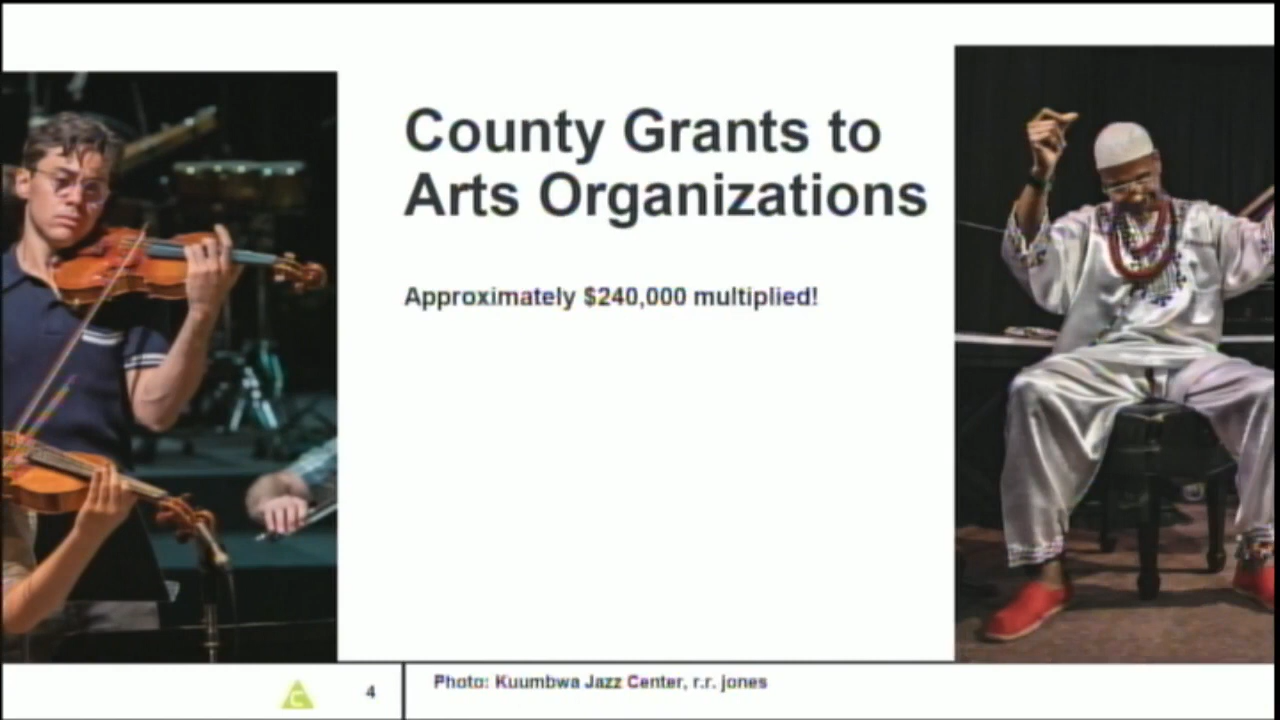 County Grants to
Arts Organizations
Approximately $240,000 multiplied!
C
4
Photo: Kuumbwa Jazz Center, r.r. jones